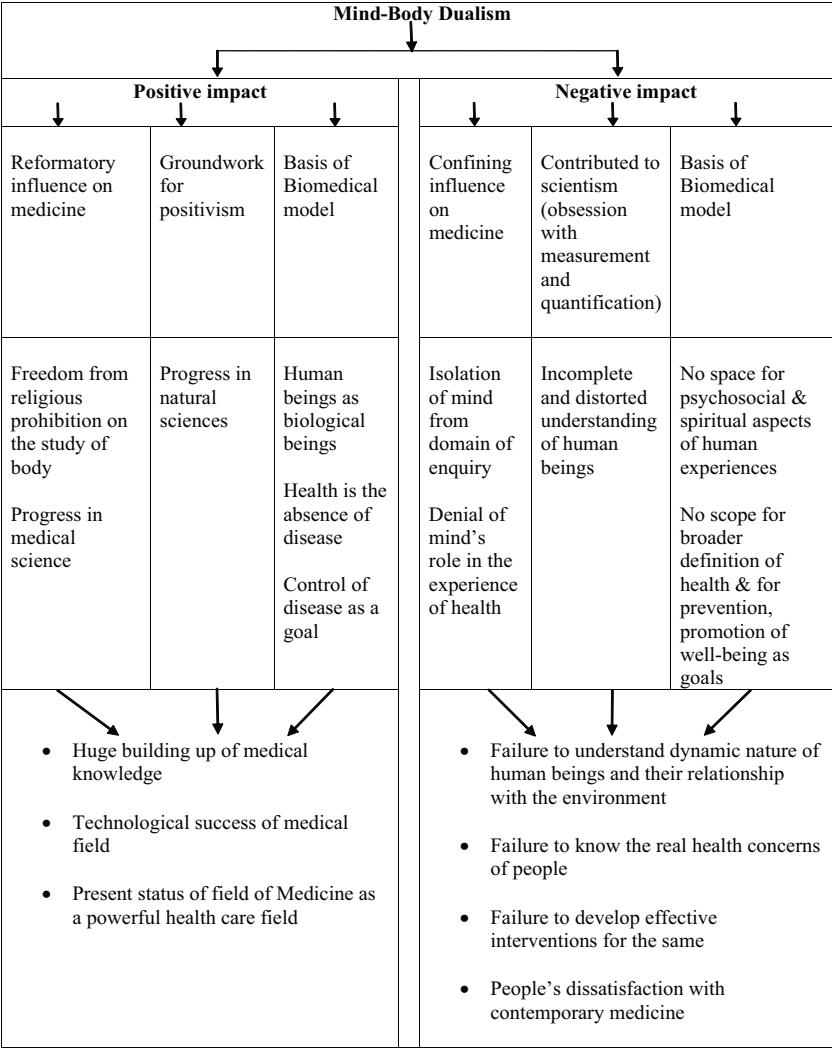 Mind-Body Dualism
Positive impact
Reformatory
influence on
medicine
Groundwork
for
positivism
Basis of
Biomedical
model
Freedom from
religious
prohibition on
the study of
body
Progress in
medical
science
Progress in
natural
sciences
Human
beings as
biological
beings
Health is the
absence of
disease
Control of
disease as a
goal
• Huge building up of medical
knowledge
• Technological success of medical
field
• Present status of field of Medicine as
a powerful health care field
Negative impact
Confining
influence
on
medicine
Contributed to
scientism
(obsession
with
measurement
and
quantification)
Basis of
Biomedical
model
Isolation
of mind
from
domain of
enquiry
Denial of
mind’s
role in the
experience
of health
Incomplete
and distorted
understanding
of human
beings
No space for
psychosocial &
spiritual aspects
of human
experiences
No scope for
broader
definition of
health & for
prevention,
promotion of
well-being as
goals
• Failure to understand dynamic nature of
human beings and their relationship
with the environment
• Failure to know the real health concerns
of people
• Failure to develop effective
interventions for the same
• People’s dissatisfaction with
contemporary medicine